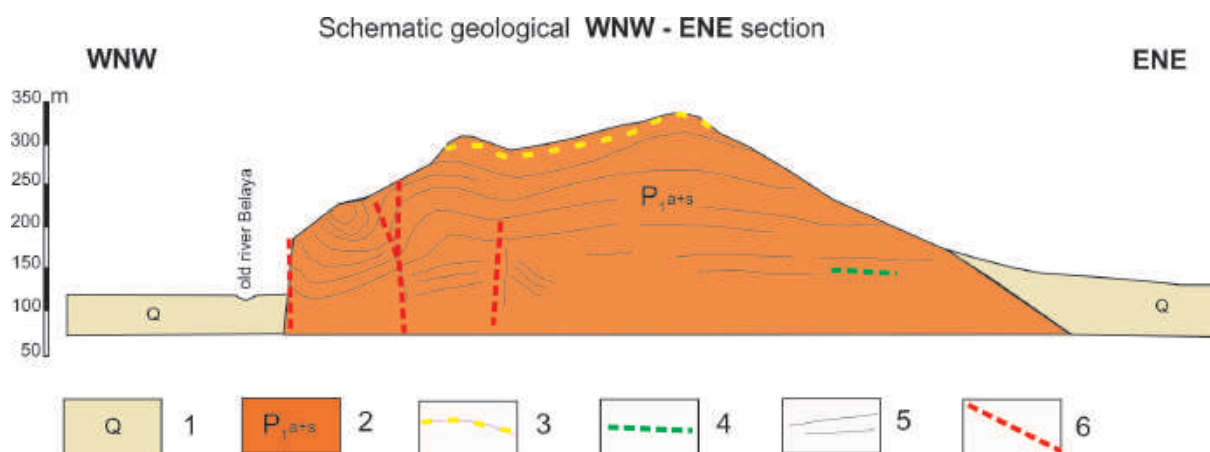 Schematic geological WNW - ENE section
WNW
ENE
350 m
300
250
200
150
100
50
old river Belaya
P1a+s
Q
Q
Q 1
P1a+s 2
3
4
5
6